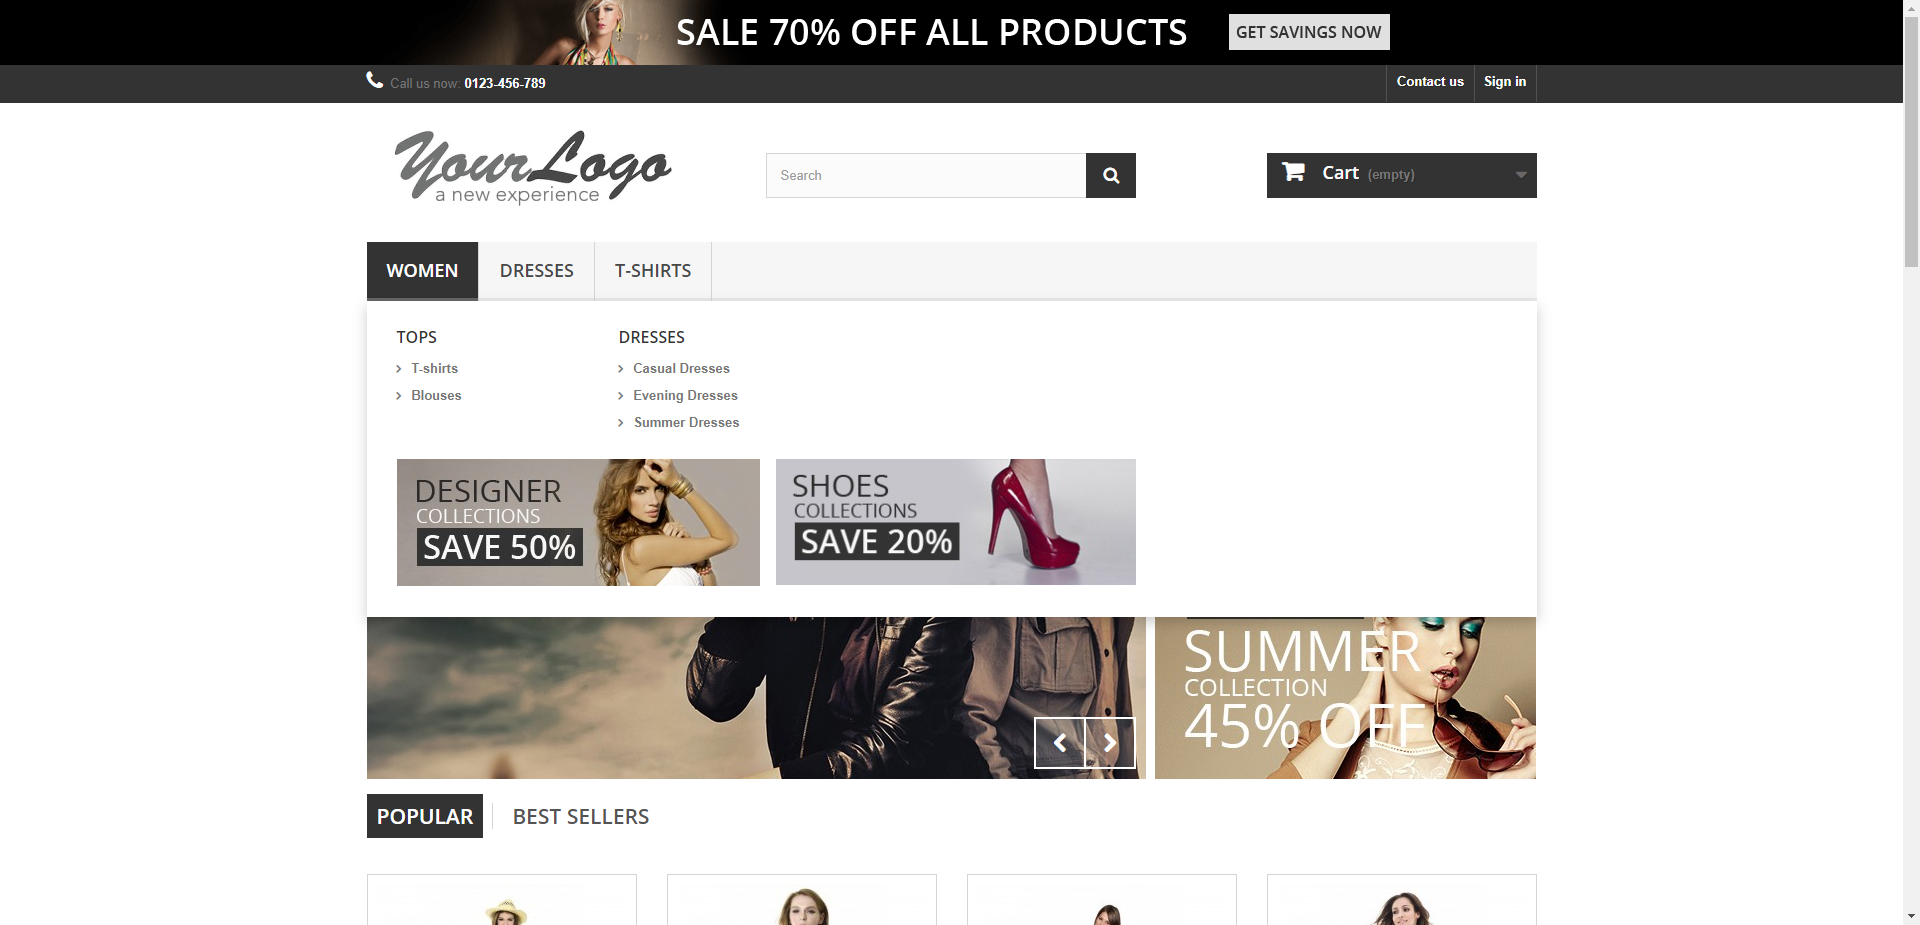 SALE 70% OFF ALL PRODUCTS
GET SAVINGS NOW
Call us now: 0123-456-789
Contact us
Sign in
YourLogo
a new experience
Search
Cart (empty)
WOMEN
DRESSES
T-SHIRTS
TOPS
T-shirts
Blouses
DRESSES
Casual Dresses
Evening Dresses
Summer Dresses
DESIGNER
COLLECTIONS
SAVE 50%
SHOES
COLLECTIONS
SAVE 20%
SUMMER
COLLECTION
45% OFF
POPULAR
BEST SELLERS